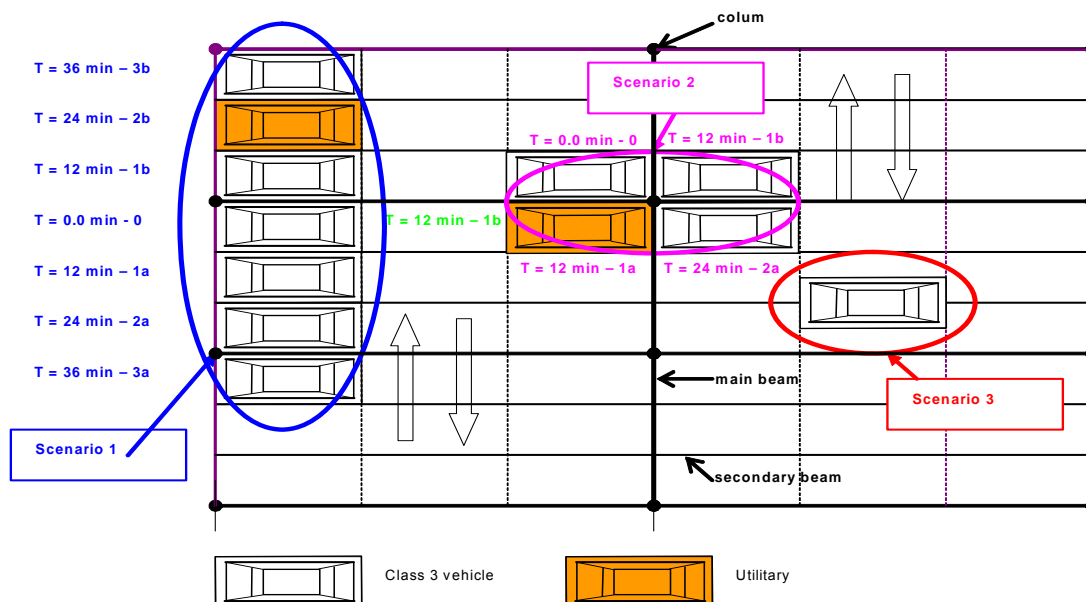 colum
T = 36 min – 3b
Scenario 2
T = 24 min – 2b
T = 0.0 min - 0
T = 12 min – 1b
T = 12 min – 1b
T = 0.0 min - 0
T = 12 min – 1b
T = 12 min – 1a
T = 12 min – 1a
T = 24 min – 2a
T = 24 min – 2a
T = 36 min – 3a
main beam
Scenario 3
Scenario 1
secondary beam
Class 3 vehicle
Utilitary